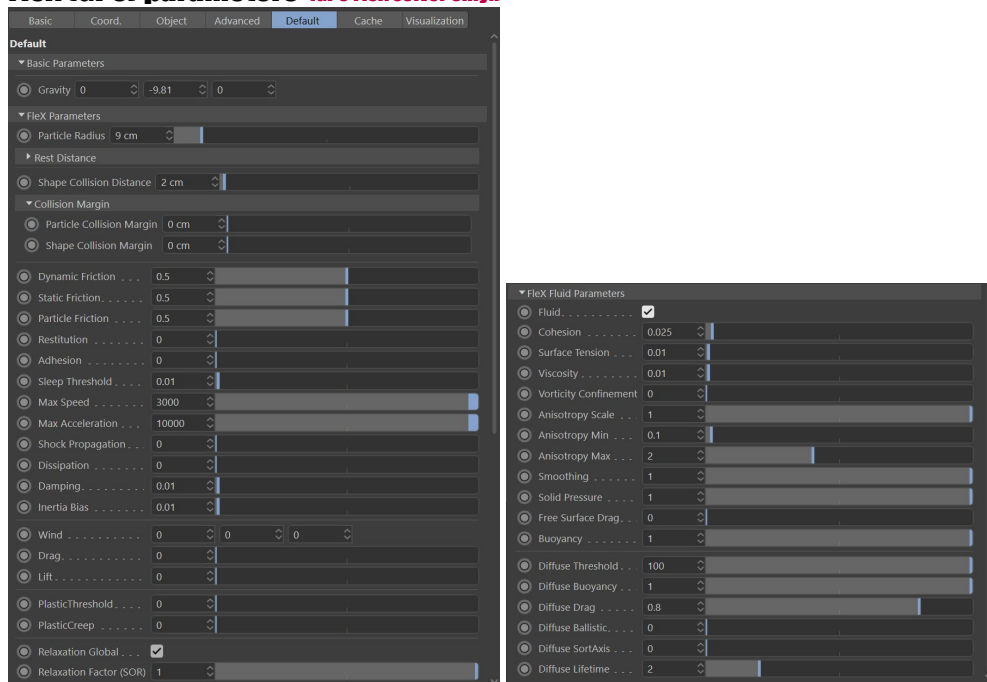 Basic Coord. Object Advanced Default Cache Visualization
Default
Basic Parameters
Gravity 0 -9.81 0
FleX Parameters
Particle Radius 9 cm
Rest Distance
Shape Collision Distance 2 cm
Collision Margin
Particle Collision Margin 0 cm
Shape Collision Margin 0 cm
Dynamic Friction . . . 0.5
Static Friction. . . . . . 0.5
Particle Friction . . . . 0.5
Restitution . . . . . . . 0
Adhesion . . . . . . . . 0
Sleep Threshold . . . . 0.01
Max Speed . . . . . . . 3000
Max Acceleration . . . 10000
Shock Propagation. . . 0
Dissipation . . . . . . . 0
Damping. . . . . . . . . 0.01
Inertia Bias . . . . . . . 0.01
Wind . . . . . . . . . . 0 0 0
Drag. . . . . . . . . . . 0
Lift. . . . . . . . . . . . 0
PlasticThreshold. . . . 0
PlasticCreep . . . . . . 0
Relaxation Global. . .
Relaxation Factor (SOR) 1
FleX Fluid Parameters
Fluid. . . . . . . . . .
Cohesion . . . . . . . 0.025
Surface Tension . . . 0.01
Viscosity . . . . . . . . 0.01
Vorticity Confinement 0
Anisotropy Scale . . . 1
Anisotropy Min . . . 0.1
Anisotropy Max . . . 2
Smoothing . . . . . . 1
Solid Pressure . . . . 1
Free Surface Drag. . 0
Buoyancy . . . . . . . 1
Diffuse Threshold . . 100
Diffuse Buoyancy . . 1
Diffuse Drag . . . . . 0.8
Diffuse Ballistic. . . . 0
Diffuse SortAxis . . . 0
Diffuse Lifetime . . . 2